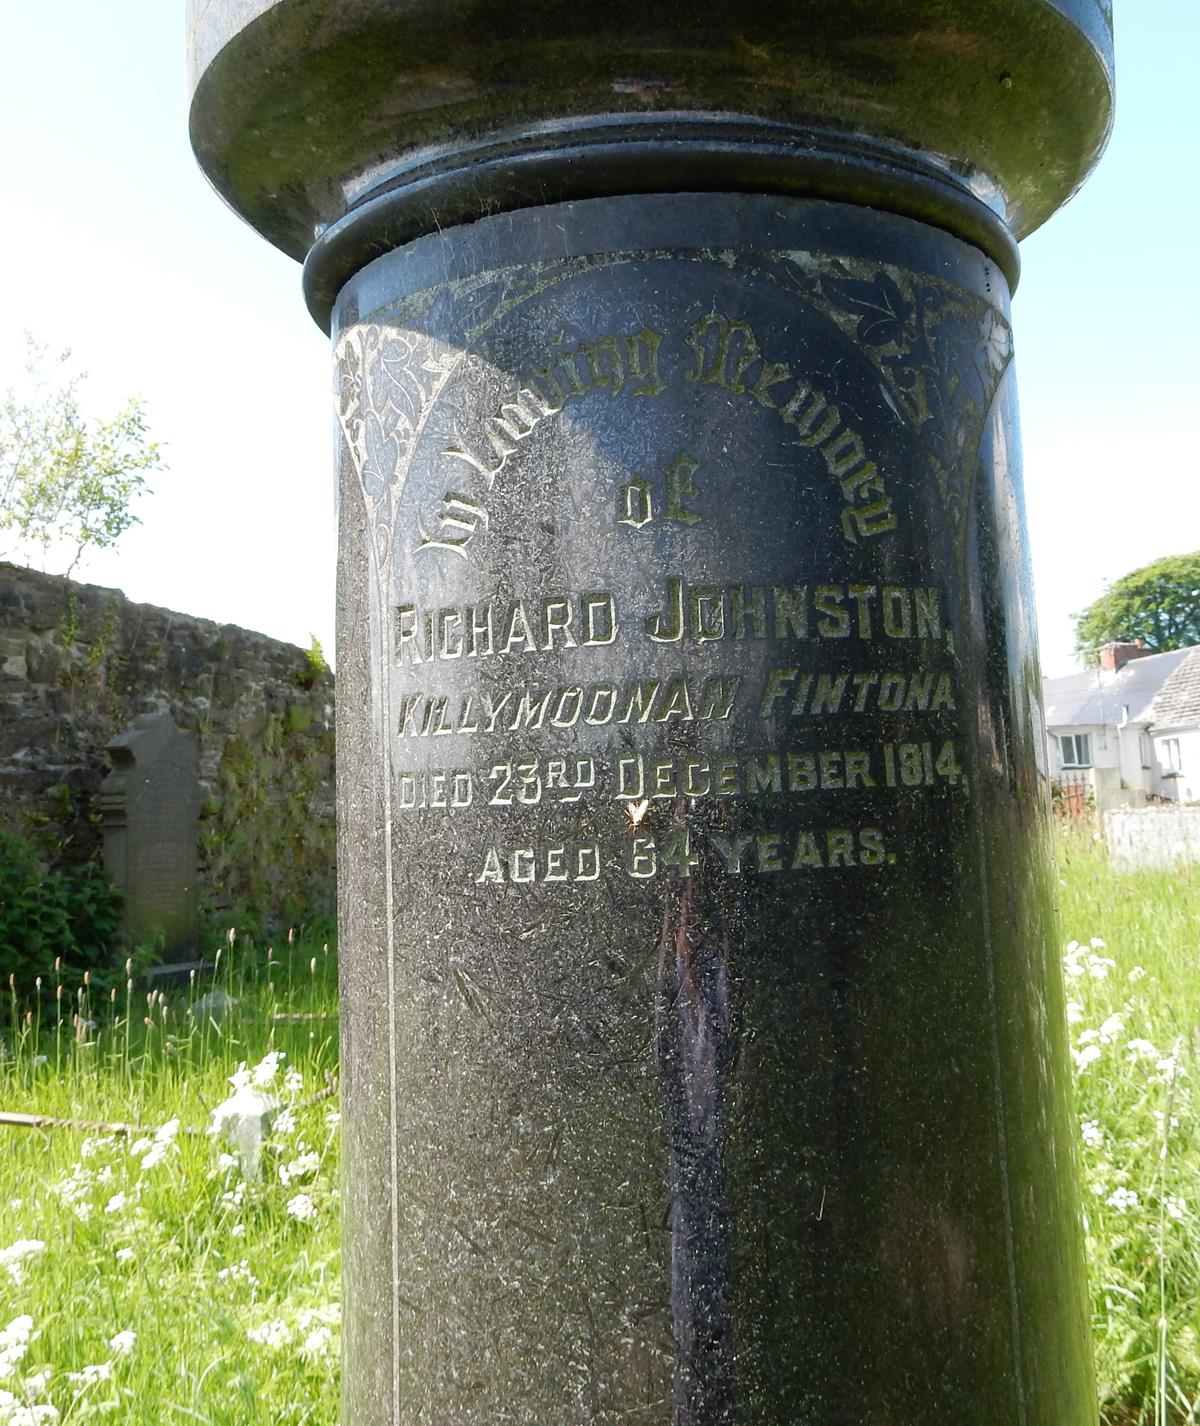 In Loving Memory
of
RICHARD JOHNSTON,
KILLYMOONAN FINTONA
DIED 23RD DECEMBER 1914,
AGED 64 YEARS.